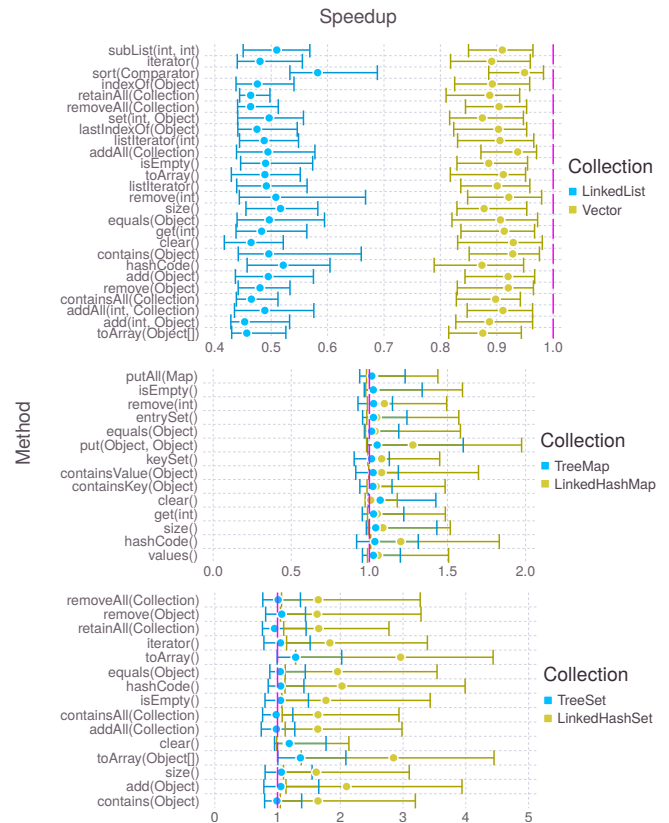 Speedup
subList(int, int)
iterator()
sort(Comparator
indexOf(Object)
retainAll(Collection
removeAll(Collection)
set(int, Object)
lastIndexOf(Object)
listIterator(int)
addAll(Collection)
isEmpty()
toArray()
listIterator()
remove(int)
size()
equals(Object)
get(int)
clear()
contains(Object)
hashCode()
add(Object)
remove(Object)
containsAll(Collection)
addAll(int, Collection)
add(int, Object)
toArray(Object[])
0.4 0.5 0.6 0.7 0.8 0.9 1.0
Collection
LinkedList
Vector
Method
putAll(Map)
isEmpty()
remove(int)
entrySet()
equals(Object)
put(Object, Object)
keySet()
containsValue(Object)
containsKey(Object)
clear()
get(int)
size()
hashCode()
values()
0.0 0.5 1.0 1.5 2.0
Collection
TreeMap
LinkedHashMap
removeAll(Collection)
remove(Object)
retainAll(Collection)
iterator()
toArray()
equals(Object)
hashCode()
isEmpty()
containsAll(Collection)
addAll(Collection)
clear()
toArray(Object[])
size()
add(Object)
contains(Object)
0 1 2 3 4 5
Collection
TreeSet
LinkedHashSet